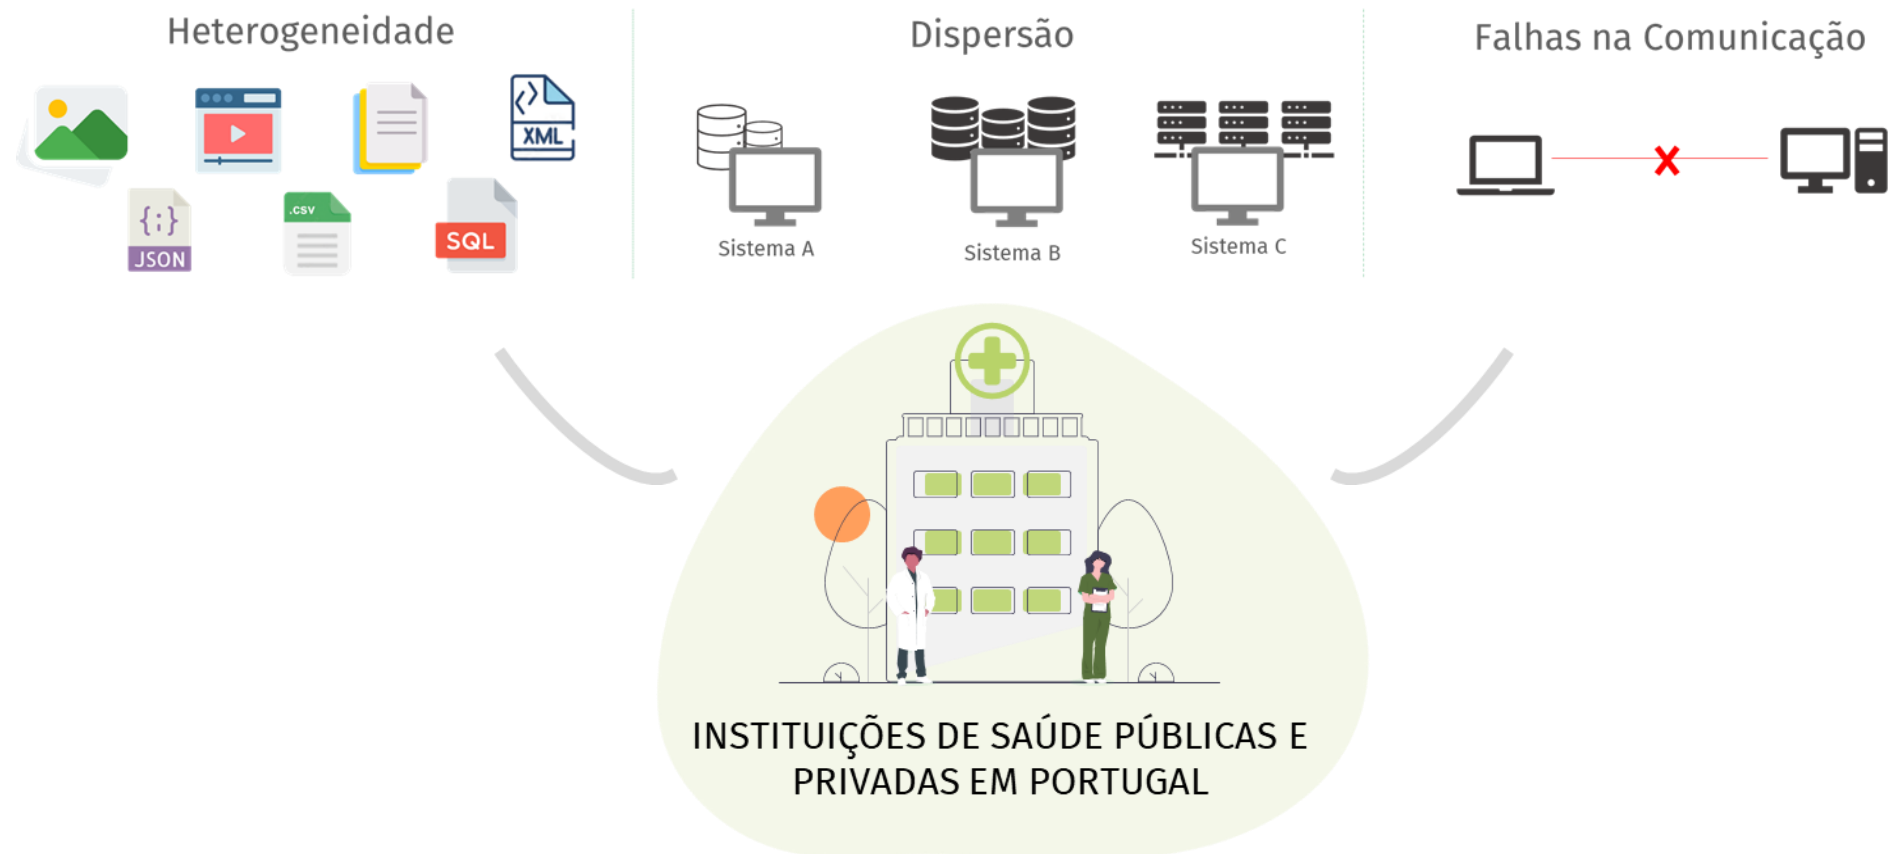 Heterogeneidade
Dispersão
Falhas na Comunicação
XML
{;}
JSON
.csv
SQL
Sistema A
Sistema B
Sistema C
INSTITUIÇÕES DE SAÚDE PÚBLICAS E
PRIVADAS EM PORTUGAL